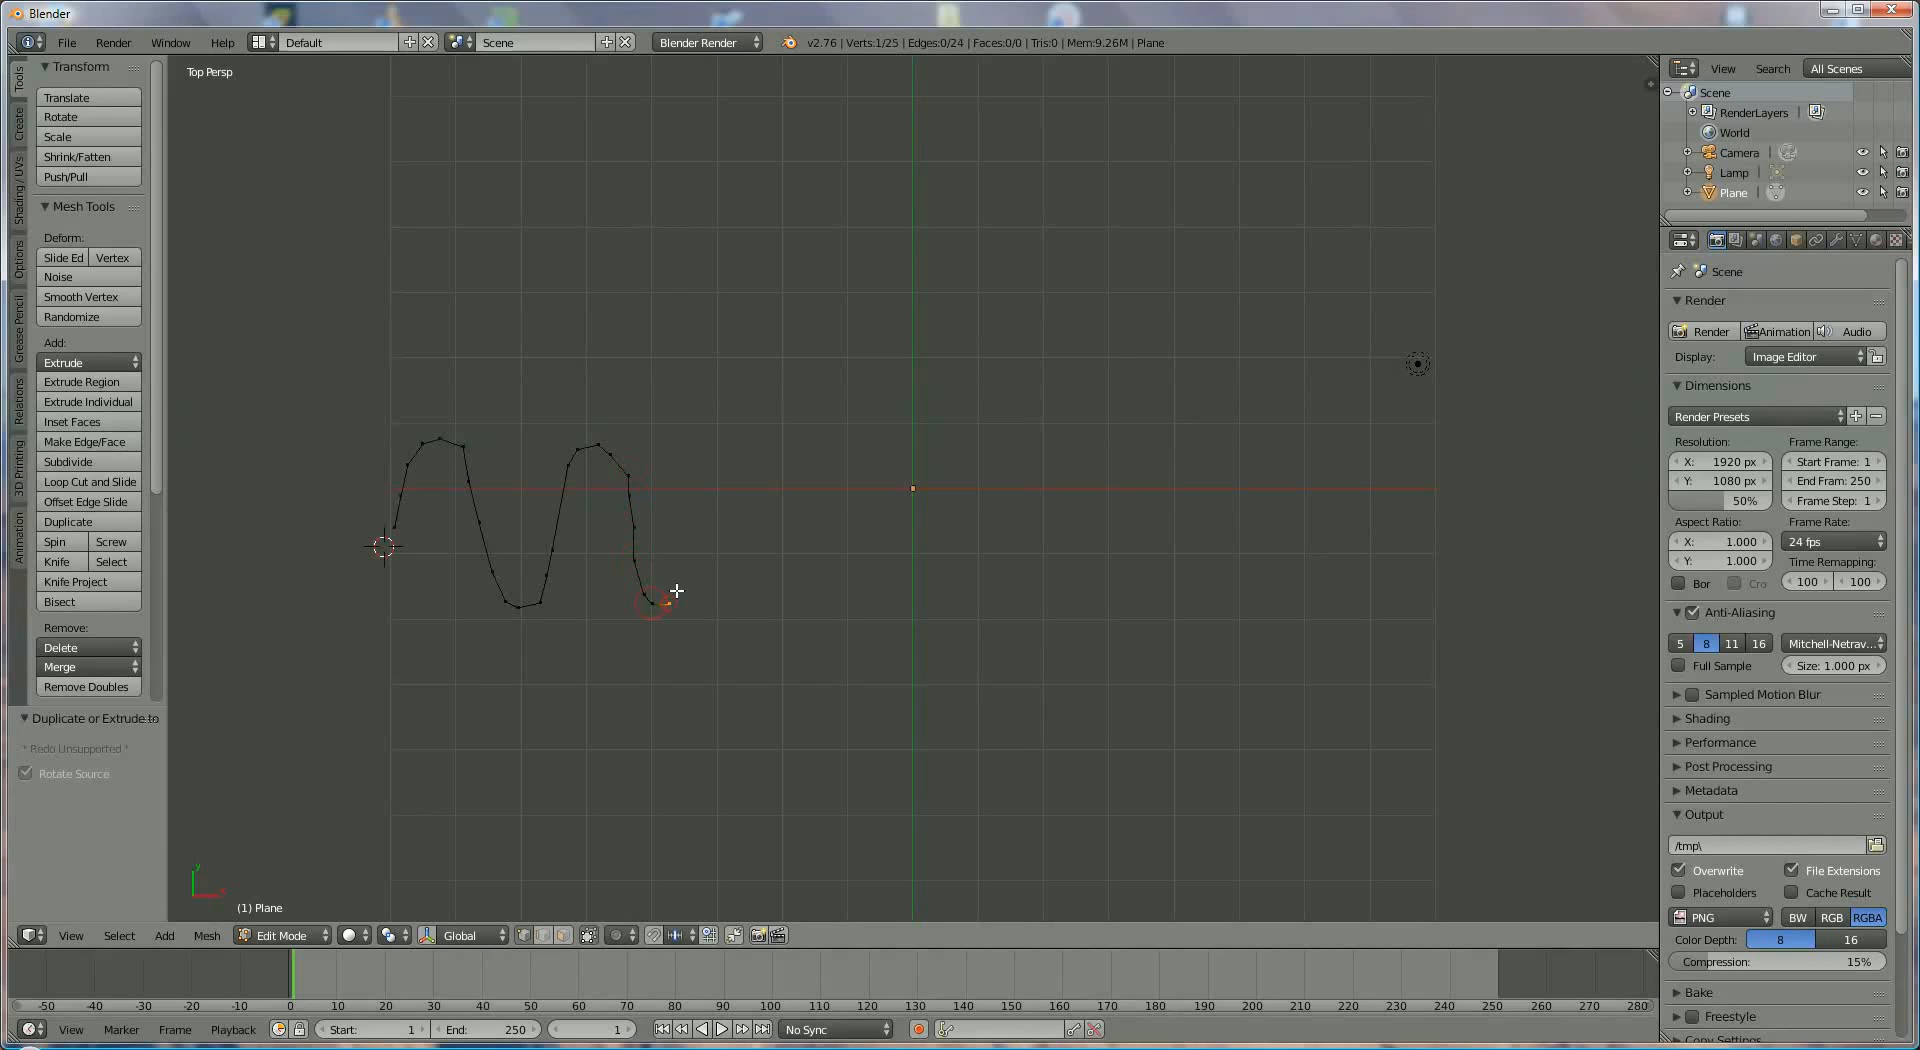 Blender
File Render Window Help Default Scene Blender Render v2.76 | Verts:1/25 | Edges:0/24 | Faces:0/0 | Tris:0 | Mem:9.26M | Plane
Tools
Create
Shading / UVs
Options
Grease Pencil
Relations
3D Printing
Animation
Transform
Translate
Rotate
Scale
Shrink/Fatten
Push/Pull
Mesh Tools
Deform:
Slide Ed Vertex
Noise
Smooth Vertex
Randomize
Add:
Extrude
Extrude Region
Extrude Individual
Inset Faces
Make Edge/Face
Subdivide
Loop Cut and Slide
Offset Edge Slide
Duplicate
Spin Screw
Knife Select
Knife Project
Bisect
Remove:
Delete
Merge
Remove Doubles
Duplicate or Extrude to
* Redo Unsupported *
Rotate Source
Top Persp
y
x
(1) Plane
View Select Add Mesh Edit Mode Global
-50 -40 -30 -20 -10 0 10 20 30 40 50 60 70 80 90 100 110 120 130 140 150 160 170 180 190 200 210 220 230 240 250 260 270 280
View Marker Frame Playback Start: 1 End: 250 1 No Sync
View Search All Scenes
Scene
RenderLayers
World
Camera
Lamp
Plane
Scene
Render
Render Animation Audio
Display: Image Editor
Dimensions
Render Presets
Resolution: Frame Range:
X: 1920 px Start Frame: 1
Y: 1080 px End Fram: 250
50% Frame Step: 1
Aspect Ratio: Frame Rate:
X: 1.000 24 fps
Y: 1.000 Time Remapping:
Bor Cro 100 100
Anti-Aliasing
5 8 11 16 Mitchell-Netrav...
Full Sample Size: 1.000 px
Sampled Motion Blur
Shading
Performance
Post Processing
Metadata
Output
/tmp\
Overwrite File Extensions
Placeholders Cache Result
PNG BW RGB RGBA
Color Depth: 8 16
Compression: 15%
Bake
Freestyle
Copy Settings